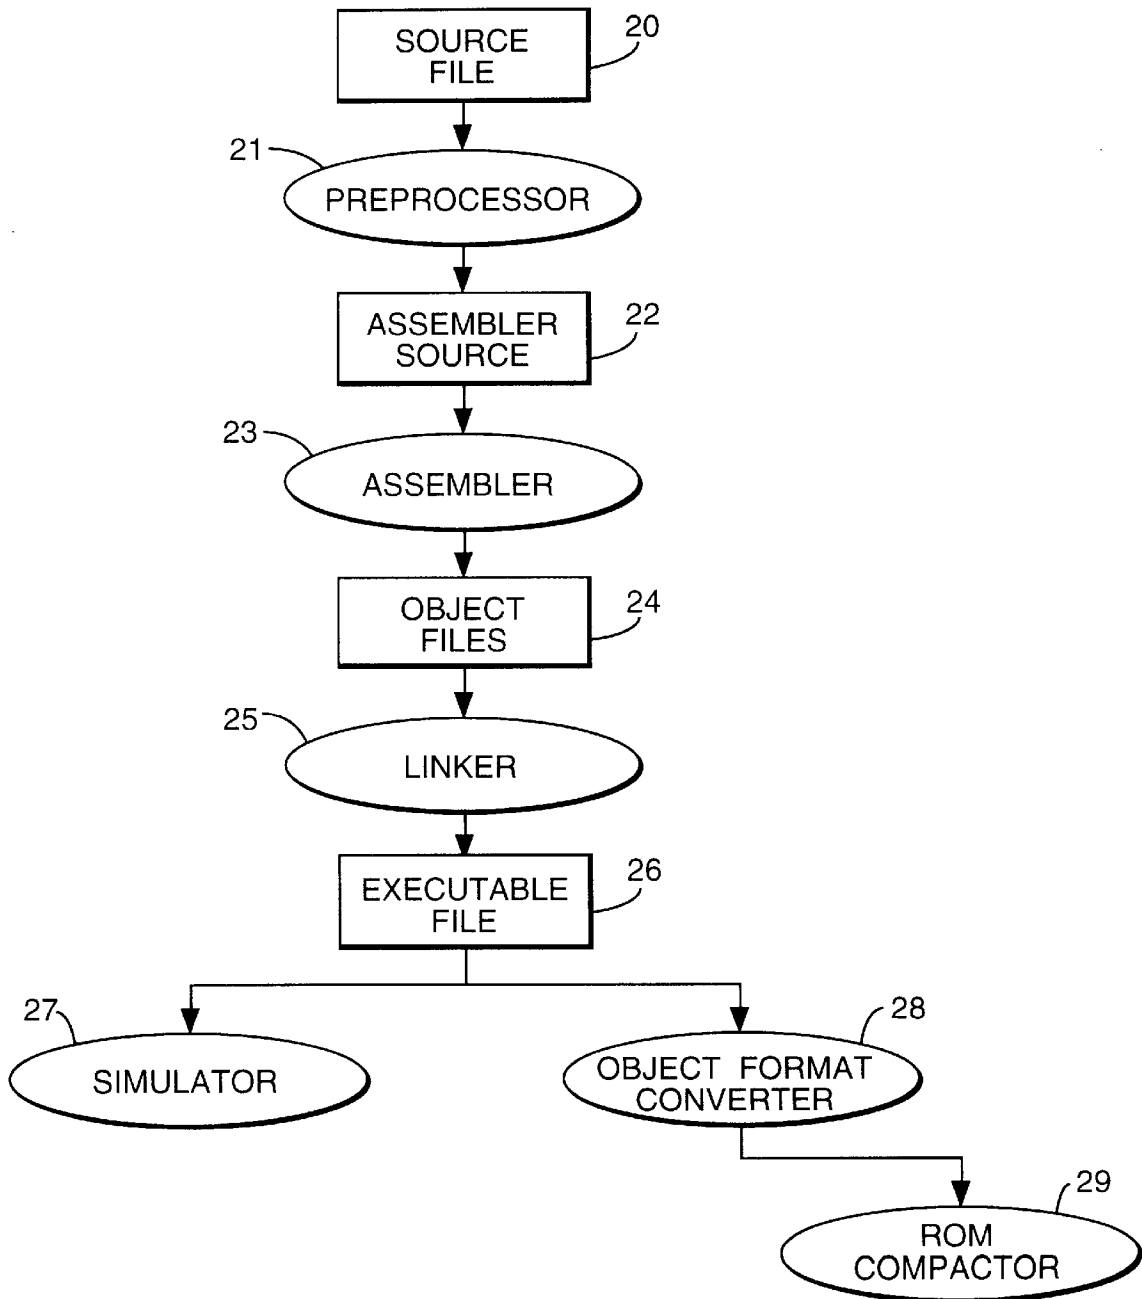 SOURCE
FILE
20
21
PREPROCESSOR
ASSEMBLER
SOURCE
22
23
ASSEMBLER
OBJECT
FILES
24
25
LINKER
EXECUTABLE
FILE
26
27
SIMULATOR
28
OBJECT FORMAT
CONVERTER
29
ROM
COMPACTOR